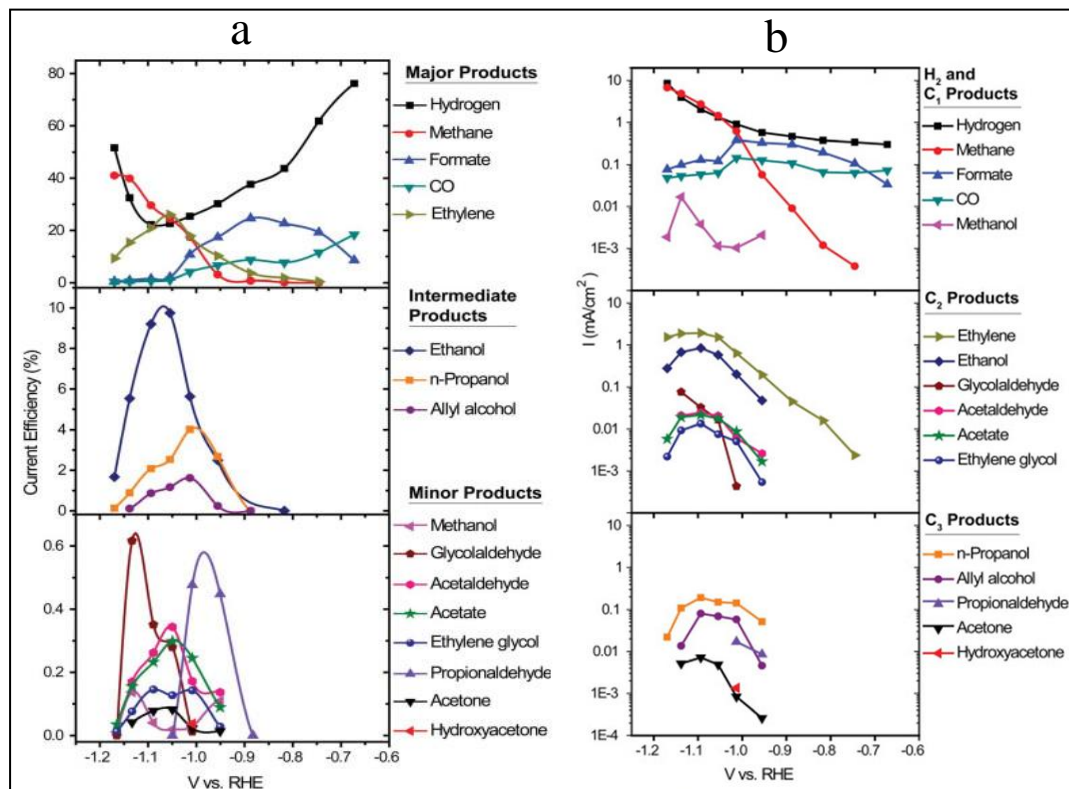 a
80
60
40
20
0
10
8
6
4
2
0
0.6
0.4
0.2
0.0
-1.2 -1.1 -1.0 -0.9 -0.8 -0.7 -0.6
V vs. RHE
Current Efficiency (%)
Major Products
Hydrogen
Methane
Formate
CO
Ethylene
Intermediate
Products
Ethanol
n-Propanol
Allyl alcohol
Minor Products
Methanol
Glycolaldehyde
Acetaldehyde
Acetate
Ethylene glycol
Propionaldehyde
Acetone
Hydroxyacetone
b
10
1
0.1
0.01
1E-3
10
1
0.1
0.01
1E-3
10
1
0.1
0.01
1E-3
1E-4
-1.2 -1.1 -1.0 -0.9 -0.8 -0.7 -0.6
V vs. RHE
I (mA/cm²)
H₂ and
C₁ Products
Hydrogen
Methane
Formate
CO
Methanol
C₂ Products
Ethylene
Ethanol
Glycolaldehyde
Acetaldehyde
Acetate
Ethylene glycol
C₃ Products
n-Propanol
Allyl alcohol
Propionaldehyde
Acetone
Hydroxyacetone